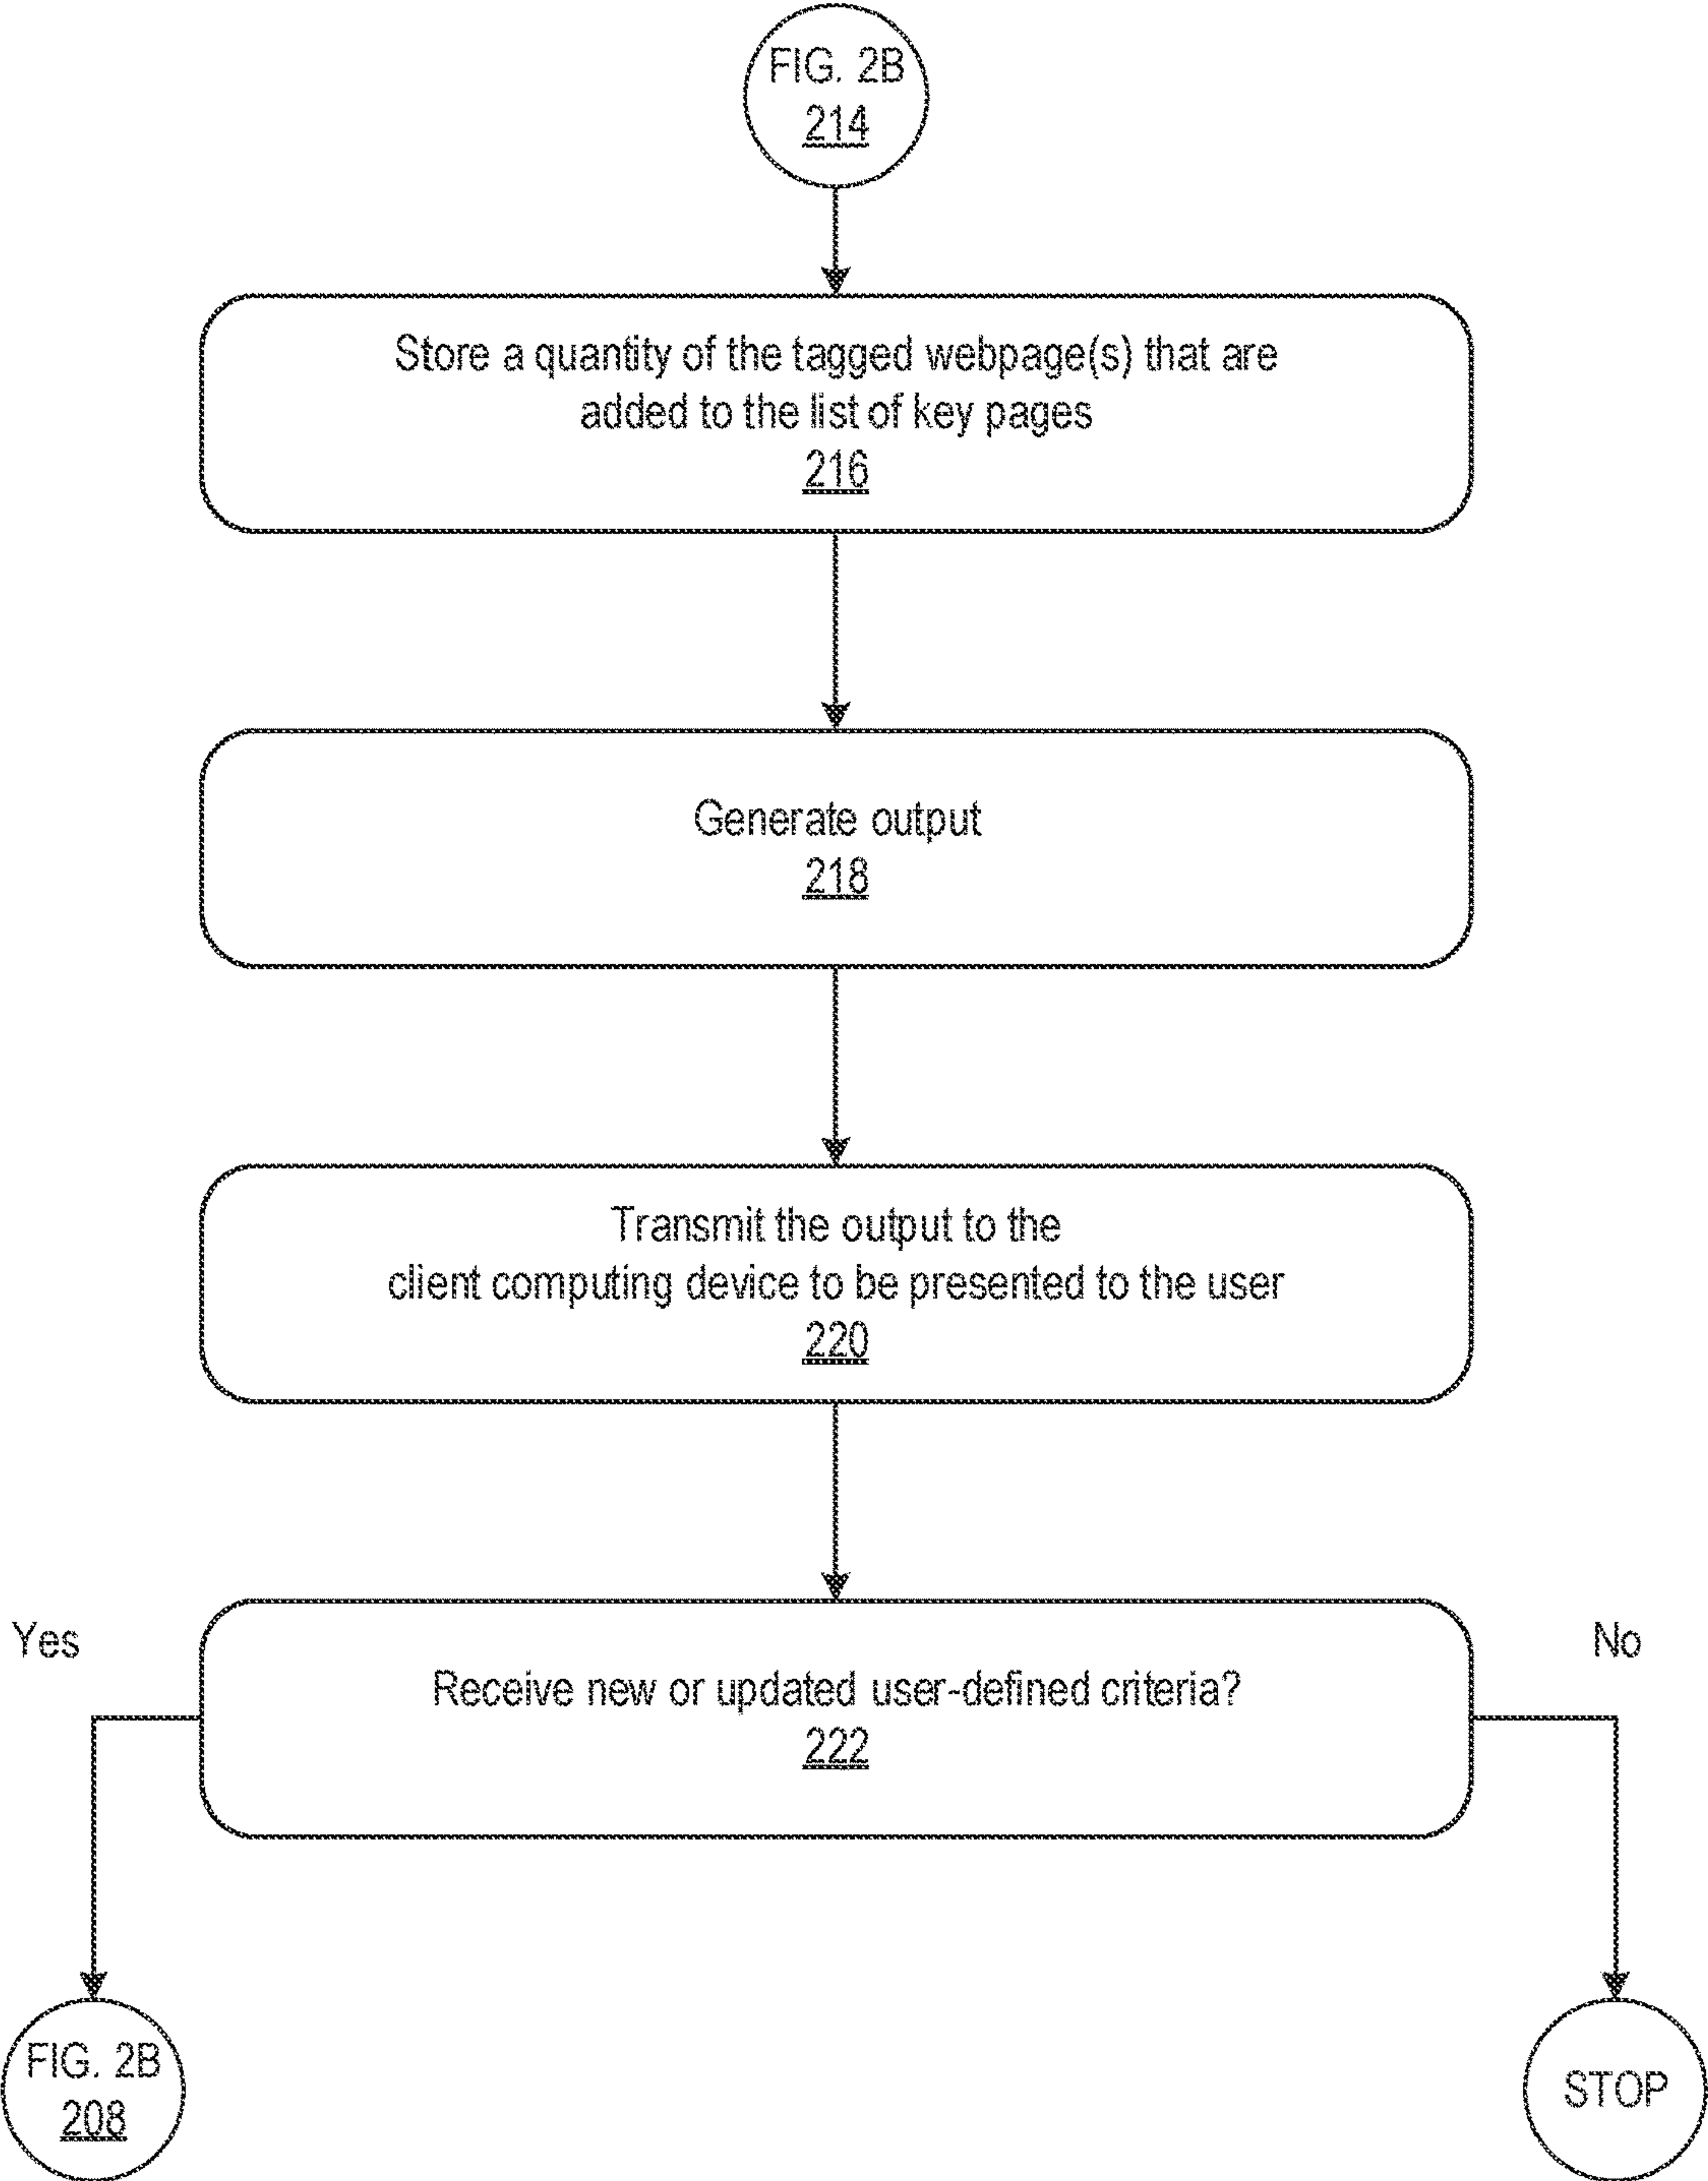 FIG. 2B
214
Store a quantity of the tagged webpage(s) that are
added to the list of key pages
216
Generate output
218
Transmit the output to the
client computing device to be presented to the user
220
Yes
No
Receive new or updated user-defined criteria?
222
FIG. 2B
208
STOP